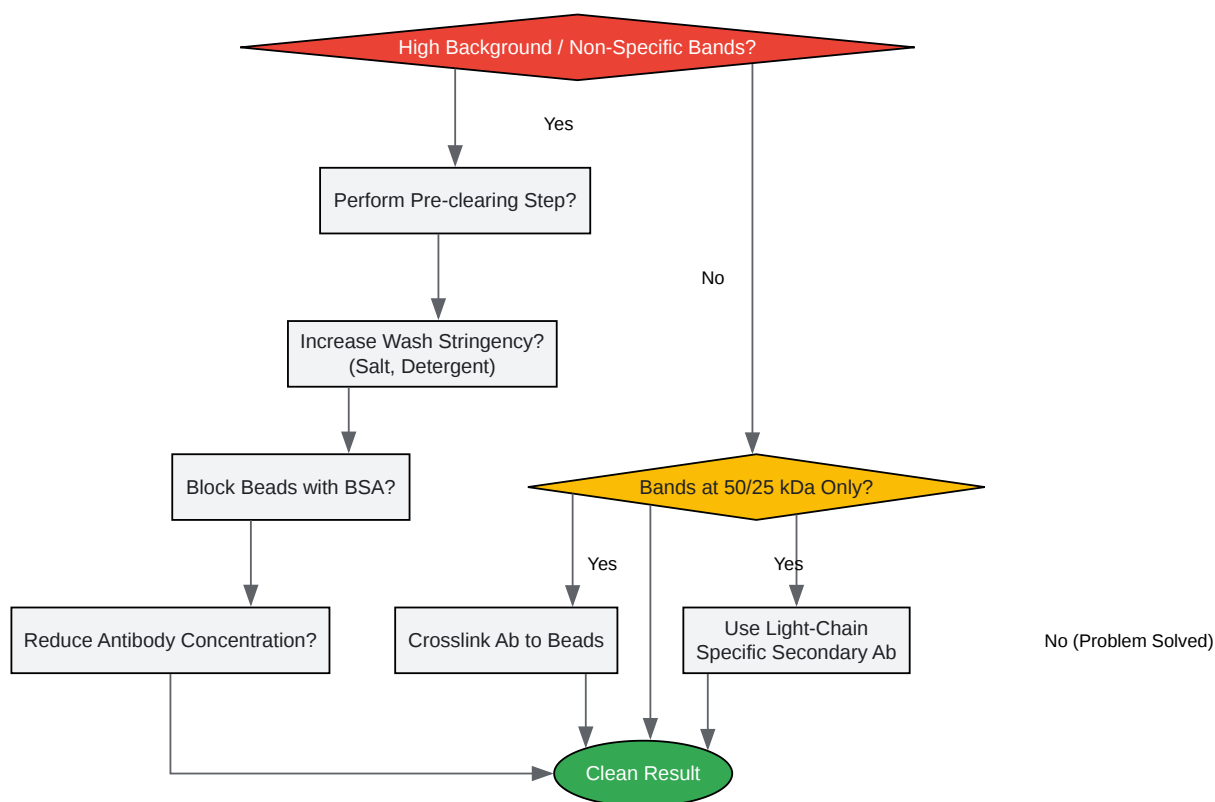 High Background / Non-Specific Bands?
Yes
Perform Pre-clearing Step?
No
Increase Wash Stringency?
(Salt, Detergent)
Block Beads with BSA?
Bands at 50/25 kDa Only?
Yes
Yes
Reduce Antibody Concentration?
Crosslink Ab to Beads
Use Light-Chain
Specific Secondary Ab
No (Problem Solved)
Clean Result